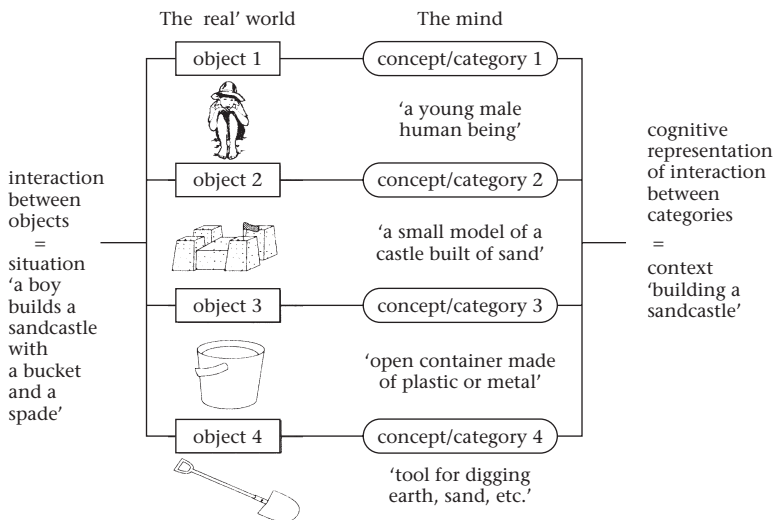 The real’ world
The mind
object 1
concept/category 1
‘a young male
human being’
object 2
concept/category 2
‘a small model of a
castle built of sand’
object 3
concept/category 3
‘open container made
of plastic or metal’
object 4
concept/category 4
‘tool for digging
earth, sand, etc.’
interaction
between
objects
=
situation
‘a boy
builds a
sandcastle
with
a bucket
and a
spade’
cognitive
representation
of interaction
between
categories
=
context
‘building a
sandcastle’